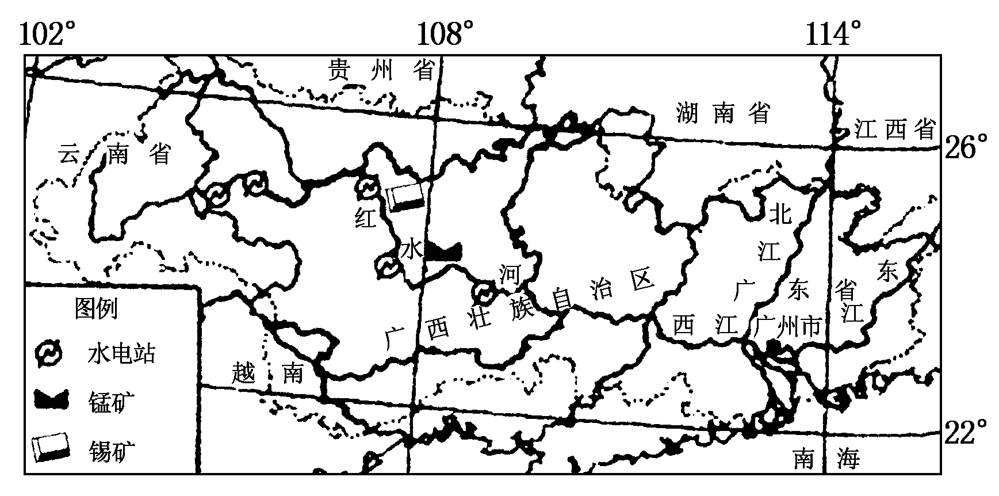 102° 108° 114°
贵州省
湖南省
江西省
云南省
26°
红水河
北江
东江
广东省
广西壮族自治区
西江
广州市
越南
22°
南海
图例
水电站
锰矿
锡矿